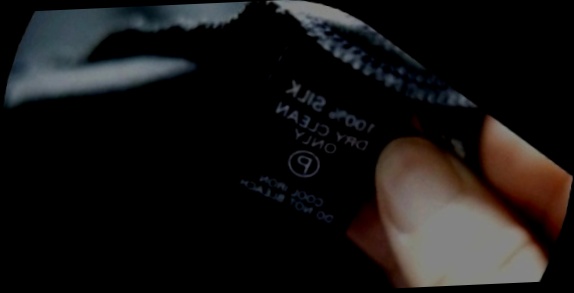 100% SILK
DRY CLEAN
ONLY
P
COOL IRON
DO NOT BLEACH